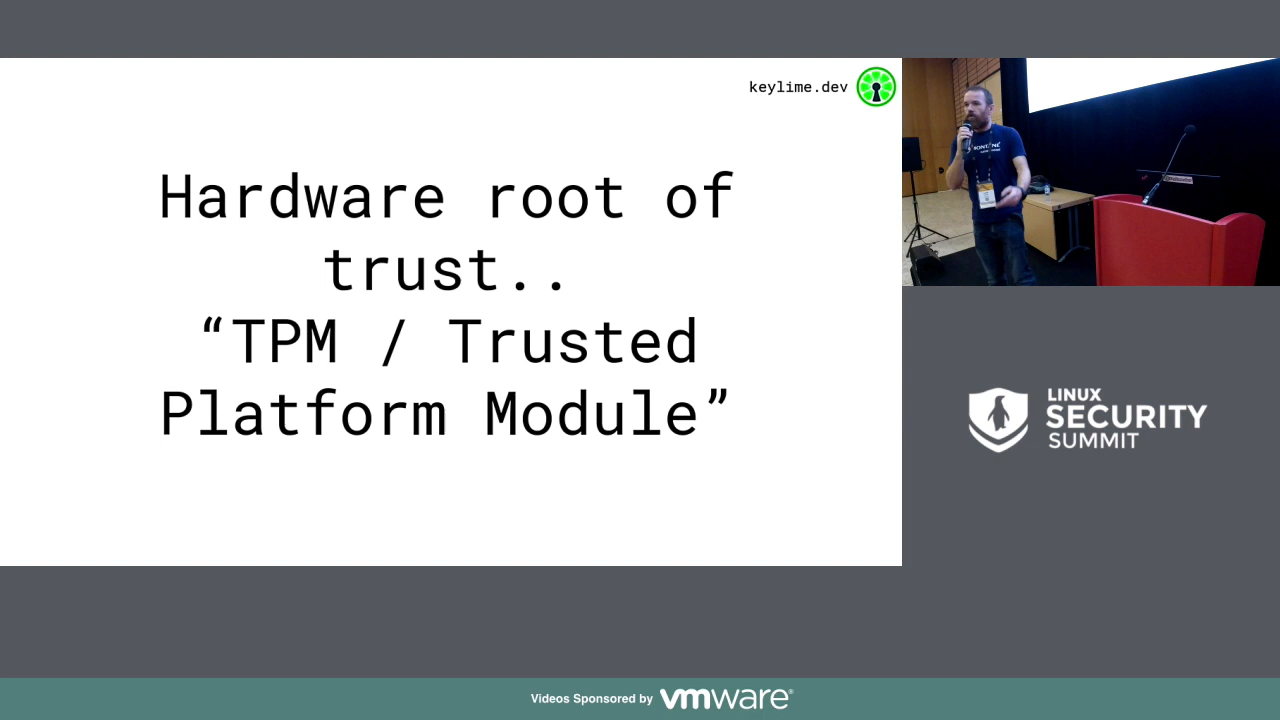 keylime.dev
Hardware root of
trust..
“TPM / Trusted
Platform Module”
LINUX
SECURITY
SUMMIT
Videos Sponsored by vmware®